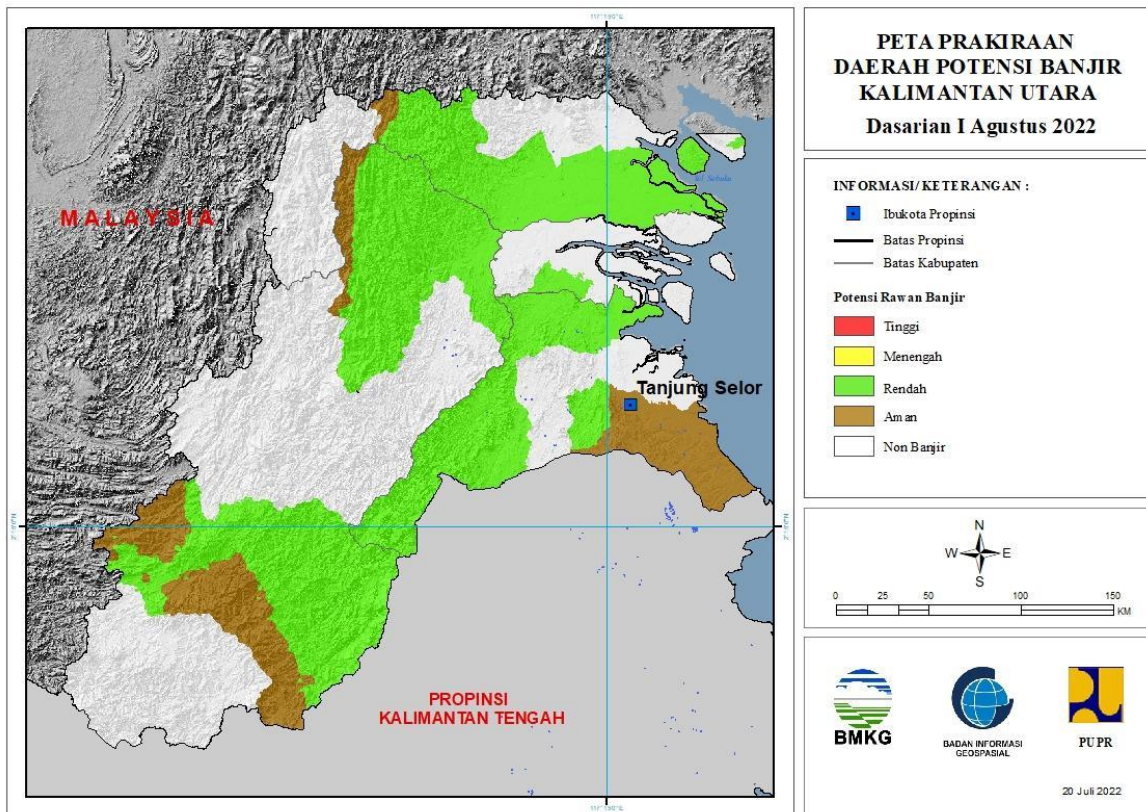 PETA PRAKIRAAN
DAERAH POTENSI BANJIR
KALIMANTAN UTARA
Dasarian I Agustus 2022
INFORMASI/ KETERANGAN :
Ibukota Propinsi
Batas Propinsi
Batas Kabupaten
Potensi Rawan Banjir
Tinggi
Menengah
Rendah
Aman
Non Banjir
MALAYSIA
Tanjung Selor
PROPINSI
KALIMANTAN TENGAH
N
W E
S
0 25 50 100 150
KM
BMKG
BADAN INFORMASI
GEOSPASIAL
PUPR
20 Juli 2022